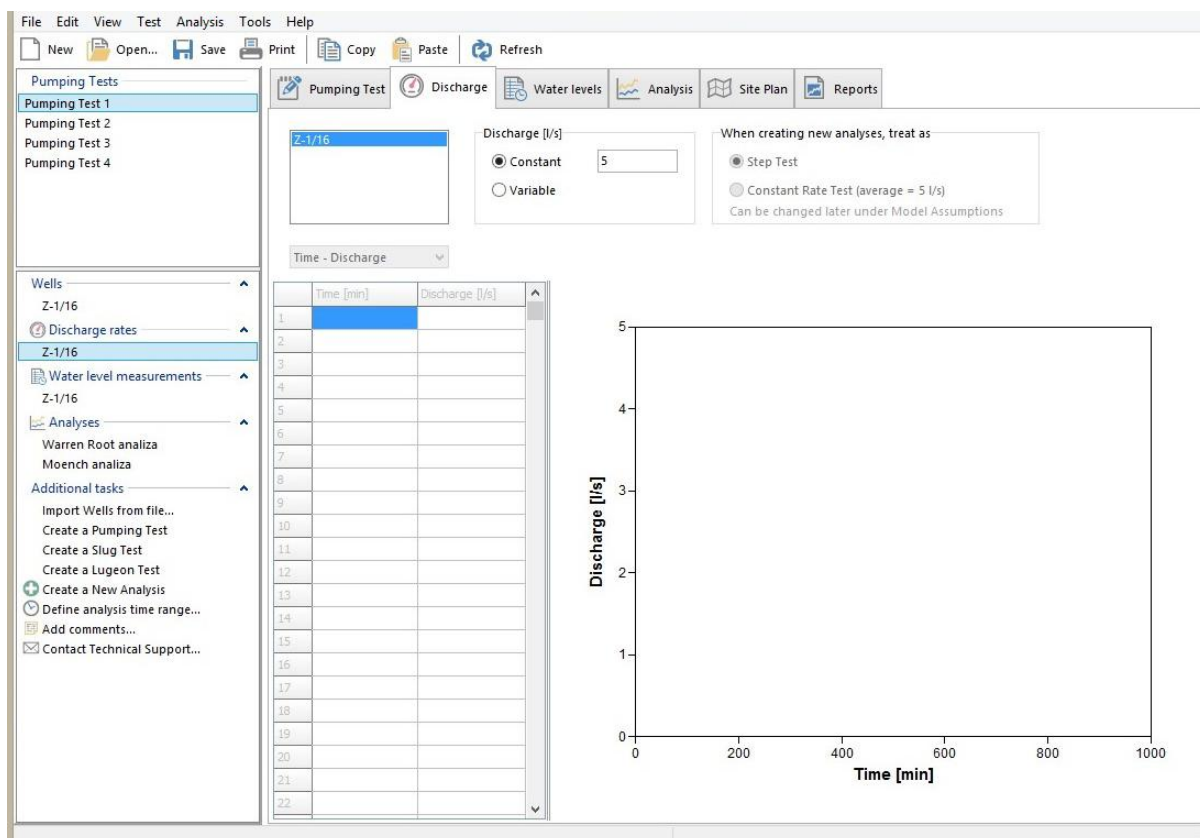 File Edit View Test Analysis Tools Help
New Open... Save Print Copy Paste Refresh
Pumping Tests
Pumping Test 1
Pumping Test 2
Pumping Test 3
Pumping Test 4
Wells
Z-1/16
Discharge rates
Z-1/16
Water level measurements
Z-1/16
Analyses
Warren Root analiza
Moench analiza
Additional tasks
Import Wells from file...
Create a Pumping Test
Create a Slug Test
Create a Lugeon Test
Create a New Analysis
Define analysis time range...
Add comments...
Contact Technical Support...
Pumping Test Discharge Water levels Analysis Site Plan Reports
Z-1/16
Discharge [l/s]
Constant 5
Variable
When creating new analyses, treat as
Step Test
Constant Rate Test (average = 5 l/s)
Can be changed later under Model Assumptions
Time - Discharge
Time [min] Discharge [l/s]
1
2
3
4
5
6
7
8
9
10
11
12
13
14
15
16
17
18
19
20
21
22
Discharge [l/s]
5
4
3
2
1
0
0 200 400 600 800 1000
Time [min]